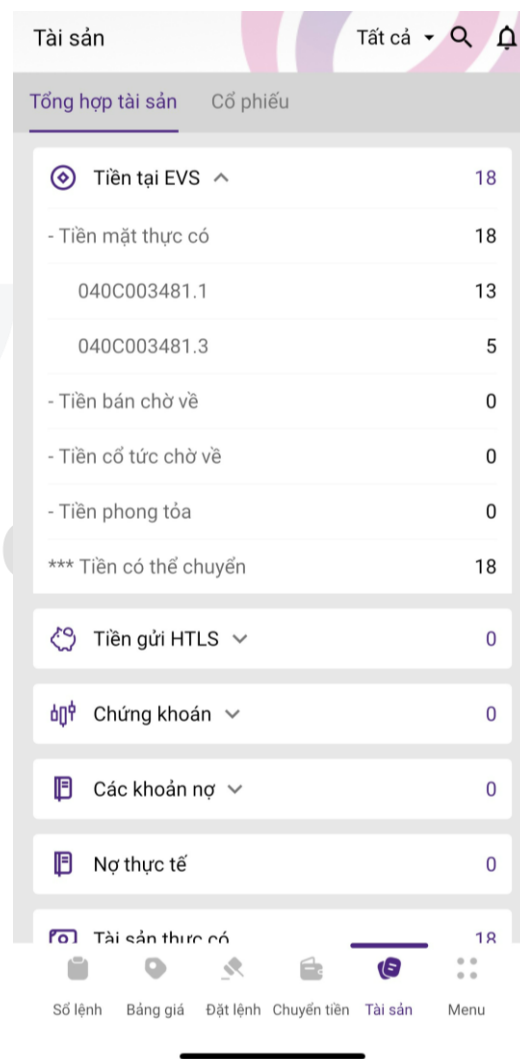 Tài sản Tất cả
Tổng hợp tài sản Cổ phiếu
Tiền tại EVS 18
- Tiền mặt thực có 18
040C003481.1 13
040C003481.3 5
- Tiền bán chờ về 0
- Tiền cổ tức chờ về 0
- Tiền phong tỏa 0
*** Tiền có thể chuyển 18
Tiền gửi HTLS 0
Chứng khoán 0
Các khoản nợ 0
Nợ thực tế 0
Tài sản thực có 18
Sổ lệnh Bảng giá Đặt lệnh Chuyển tiền Tài sản Menu